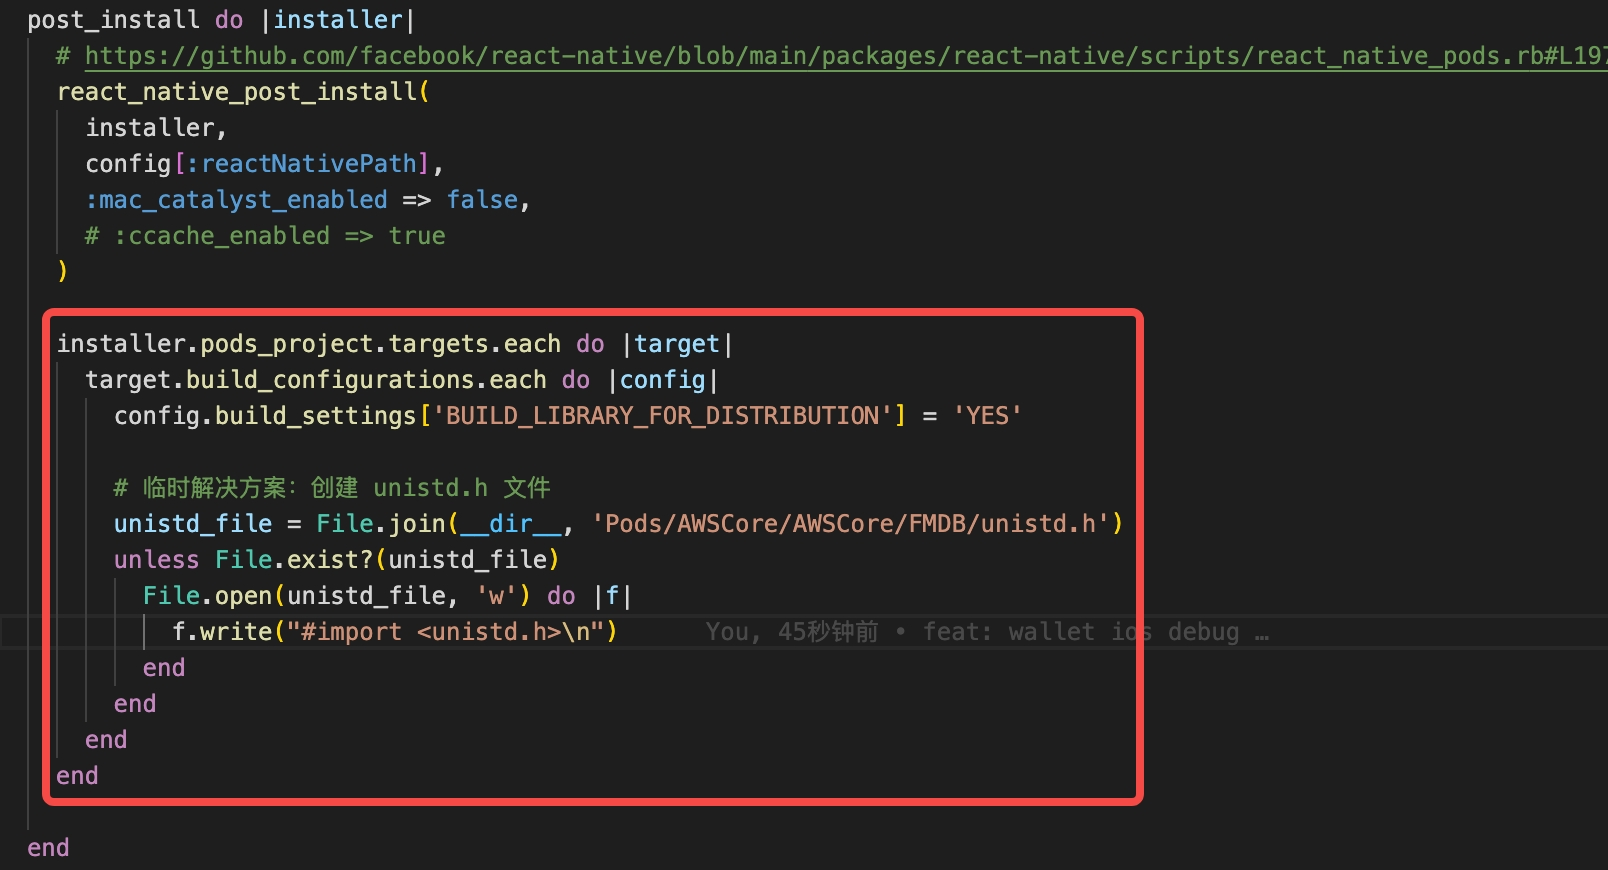 post_install do |installer|
# https://github.com/facebook/react-native/blob/main/packages/react-native/scripts/react_native_pods.rb#L197
react_native_post_install(
installer,
config[:reactNativePath],
:mac_catalyst_enabled => false,
# :ccache_enabled => true
)
installer.pods_project.targets.each do |target|
target.build_configurations.each do |config|
config.build_settings['BUILD_LIBRARY_FOR_DISTRIBUTION'] = 'YES'
# 临时解决方案：创建 unistd.h 文件
unistd_file = File.join(__dir__, 'Pods/AWSCore/AWSCore/FMDB/unistd.h')
unless File.exist?(unistd_file)
File.open(unistd_file, 'w') do |f|
f.write("#import <unistd.h>\n") You, 45秒钟前 • feat: wallet ios debug …
end
end
end
end
end